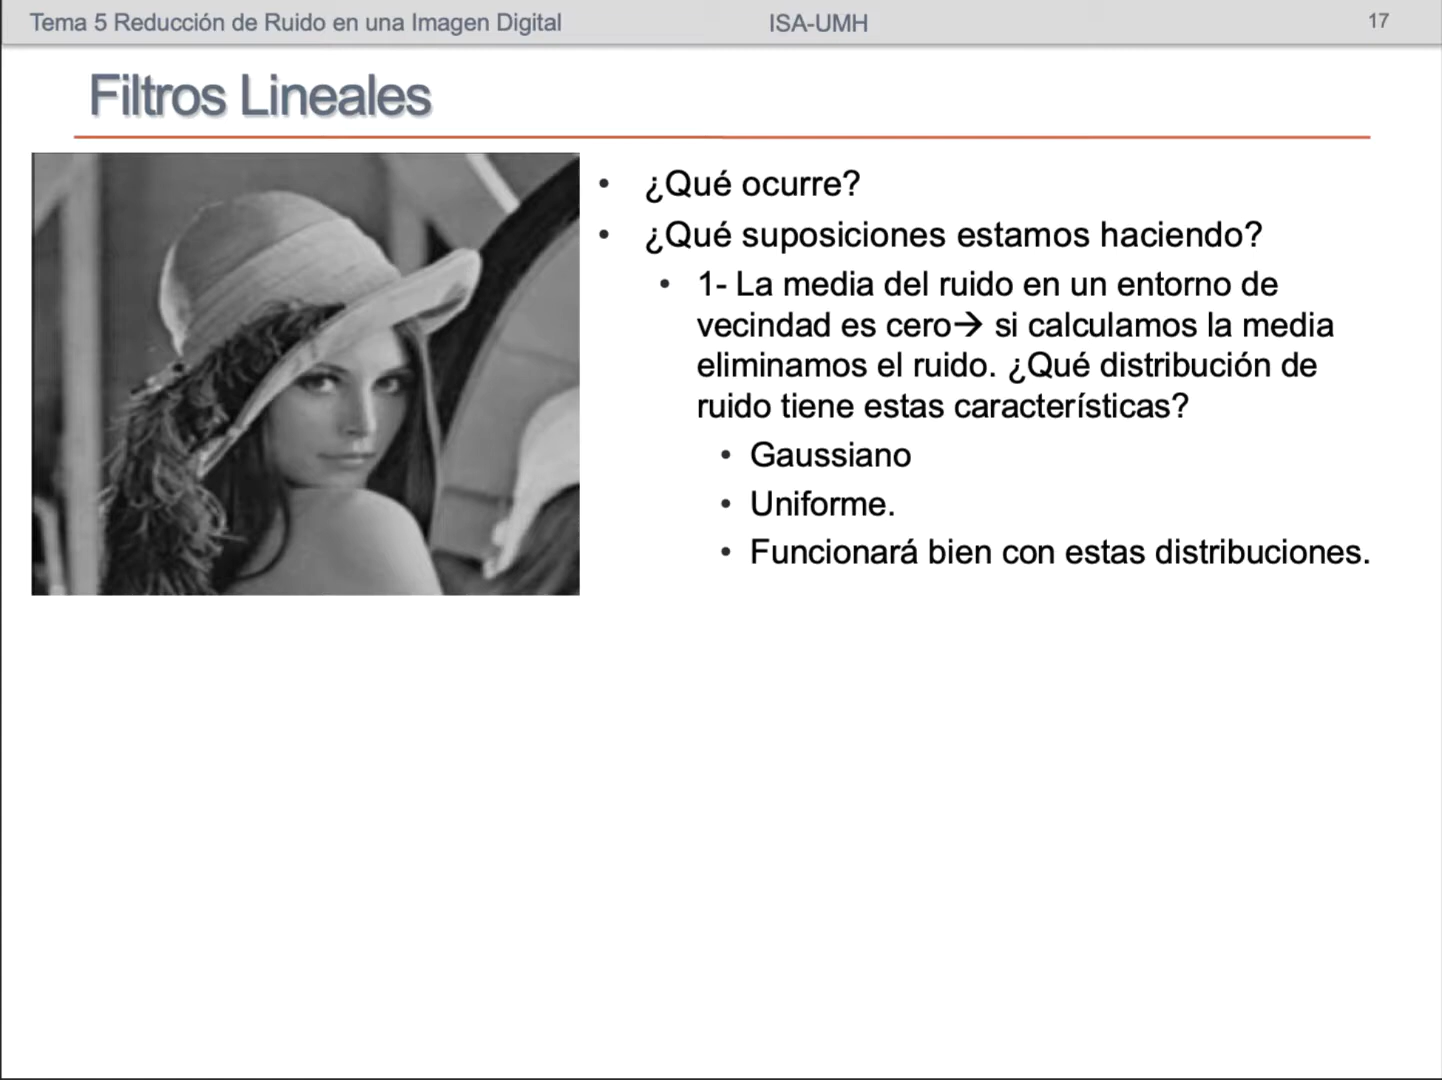 Tema 5 Reducción de Ruido en una Imagen Digital ISA-UMH 17
Filtros Lineales
• ¿Qué ocurre?
• ¿Qué suposiciones estamos haciendo?
• 1- La media del ruido en un entorno de
vecindad es cero→ si calculamos la media
eliminamos el ruido. ¿Qué distribución de
ruido tiene estas características?
• Gaussiano
• Uniforme.
• Funcionará bien con estas distribuciones.